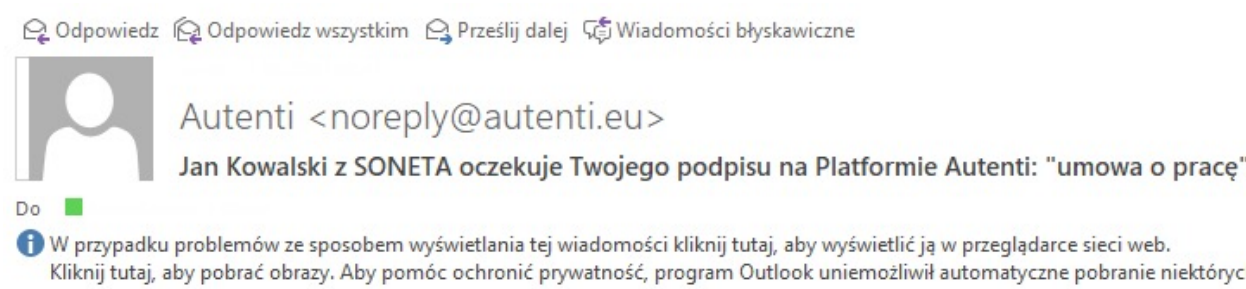 Odpowiedz Odpowiedz wszystkim Prześlij dalej Wiadomości błyskawiczne
Autenti <noreply@autenti.eu>
Jan Kowalski z SONETA oczekuje Twojego podpisu na Platformie Autenti: "umowa o pracę"
Do
W przypadku problemów ze sposobem wyświetlania tej wiadomości kliknij tutaj, aby wyświetlić ją w przeglądarce sieci web.
Kliknij tutaj, aby pobrać obrazy. Aby pomóc ochronić prywatność, program Outlook uniemożliwił automatyczne pobranie niektóryc